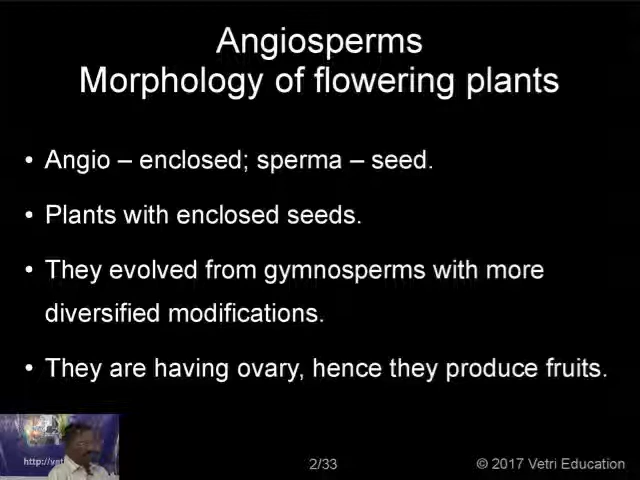 Angiosperms
Morphology of flowering plants
• Angio – enclosed; sperma – seed.
• Plants with enclosed seeds.
• They evolved from gymnosperms with more
diversified modifications.
• They are having ovary, hence they produce fruits.
http://vet
2/33
© 2017 Vetri Education